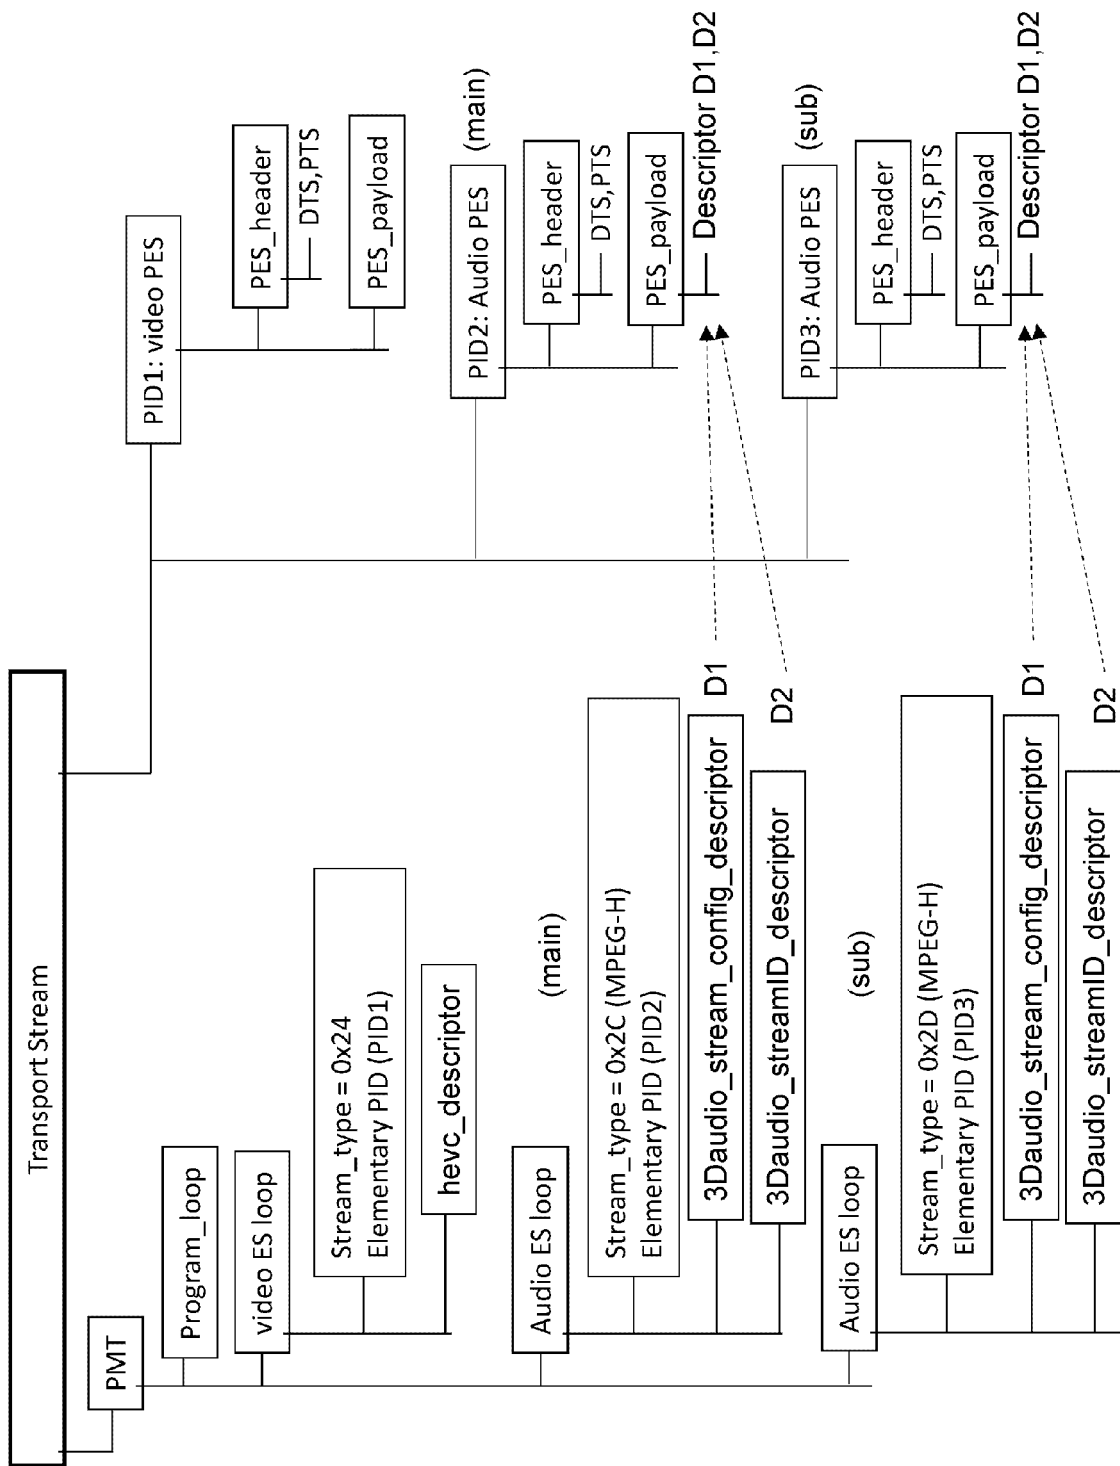 Transport Stream
PMT
Program_loop
video ES loop
Stream_type = 0x24
Elementary PID (PID1)
hevc_descriptor
(main)
Audio ES loop
Stream_type = 0x2C (MPEG-H)
Elementary PID (PID2)
3Daudio_stream_config_descriptor
D1
3Daudio_streamID_descriptor
D2
(sub)
Audio ES loop
Stream_type = 0x2D (MPEG-H)
Elementary PID (PID3)
3Daudio_stream_config_descriptor
D1
3Daudio_streamID_descriptor
D2
PID1: video PES
PES_header
DTS,PTS
PES_payload
PID2: Audio PES
(main)
PES_header
DTS,PTS
PES_payload
Descriptor D1,D2
PID3: Audio PES
(sub)
PES_header
DTS,PTS
PES_payload
Descriptor D1,D2